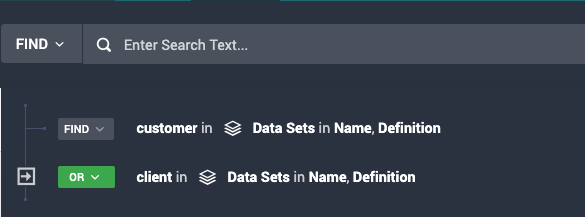 FIND Enter Search Text...
FIND customer in Data Sets in Name, Definition
OR client in Data Sets in Name, Definition